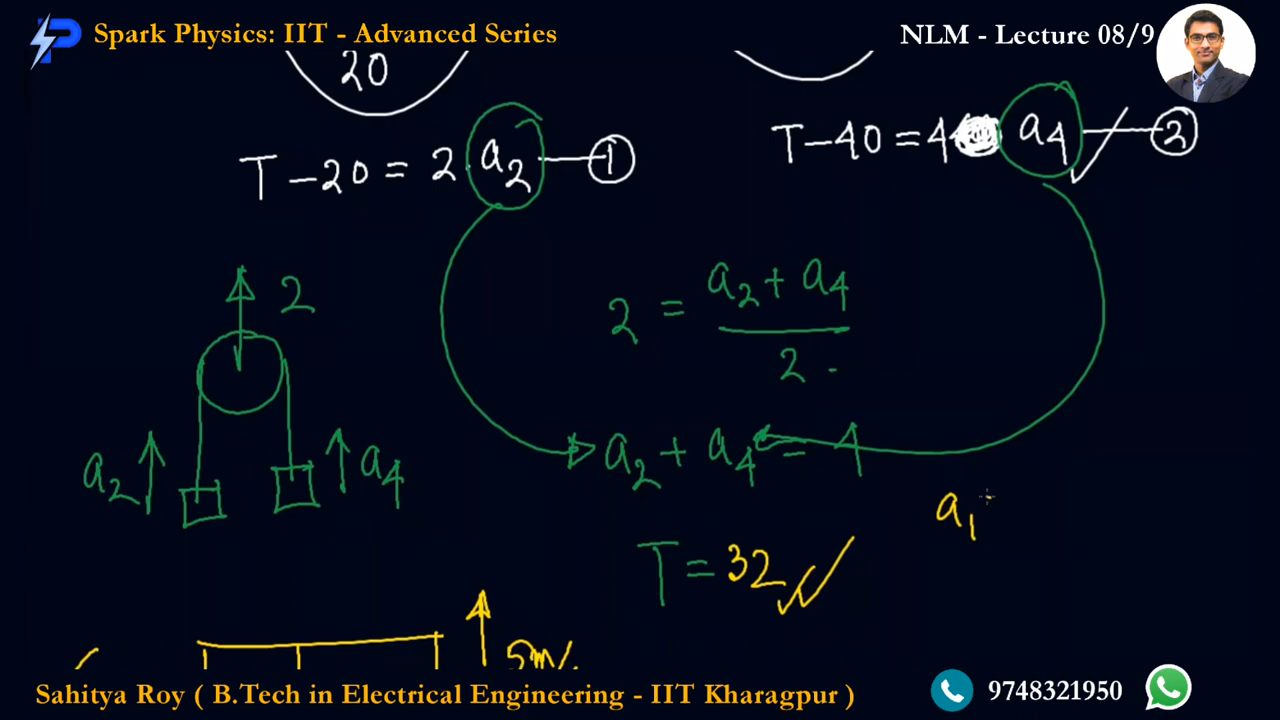 Spark Physics: IIT - Advanced Series
NLM - Lecture 08/9
20
T - 20 = 2 . a₂ — ①
T - 40 = 4 a₄ — ②
2
2 = (a₂ + a₄) / 2
a₂
a₄
a₂ + a₄ = 4
a₁
T = 32
5m/
Sahitya Roy ( B.Tech in Electrical Engineering - IIT Kharagpur )
9748321950